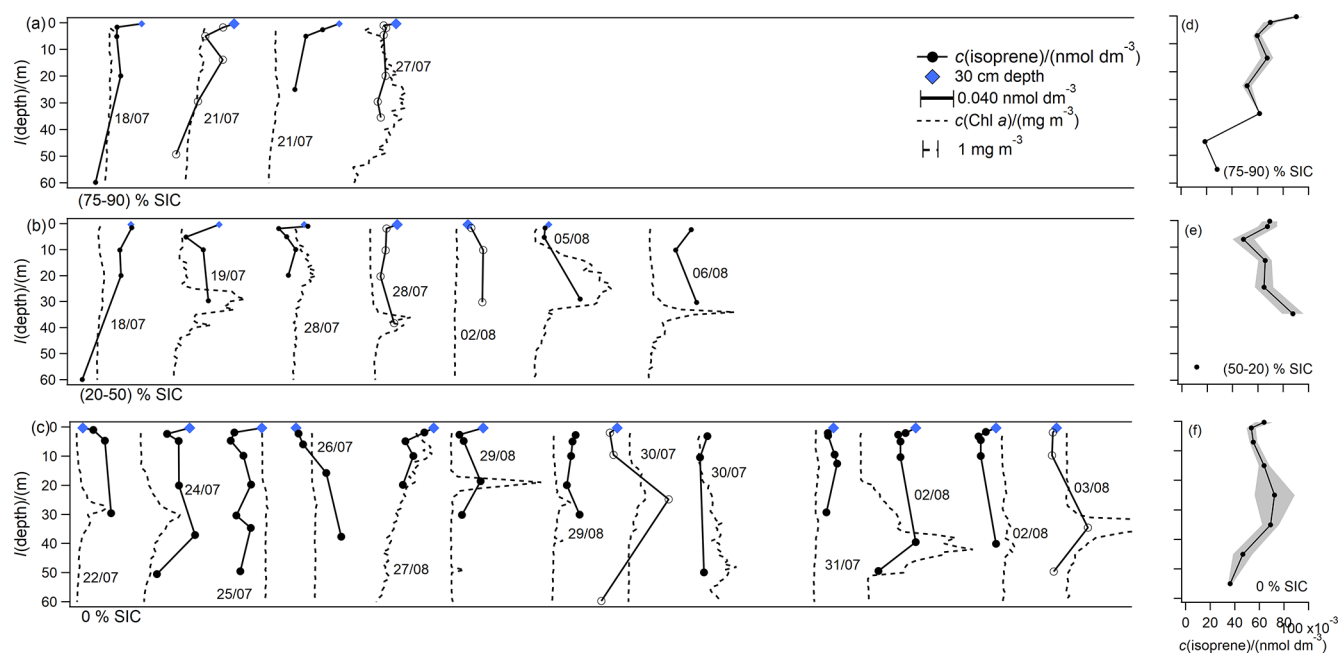 (a)
0
10
20
30
40
50
60
l(depth)/(m)
18/07
21/07
21/07
27/07
c(isoprene)/(nmol dm⁻³)
30 cm depth
0.040 nmol dm⁻³
c(Chl a)/(mg m⁻³)
1 mg m⁻³
(75-90) % SIC
(d)
(75-90) % SIC
(b)
0
10
20
30
40
50
60
l(depth)/(m)
18/07
19/07
28/07
28/07
02/08
05/08
06/08
(20-50) % SIC
(e)
(50-20) % SIC
(c)
0
10
20
30
40
50
60
l(depth)/(m)
22/07
24/07
25/07
26/07
27/08
29/08
29/08
30/07
30/07
31/07
02/08
02/08
03/08
0 % SIC
(f)
0 % SIC
0 20 40 60 80 100 x10⁻³
c(isoprene)/(nmol dm⁻³)